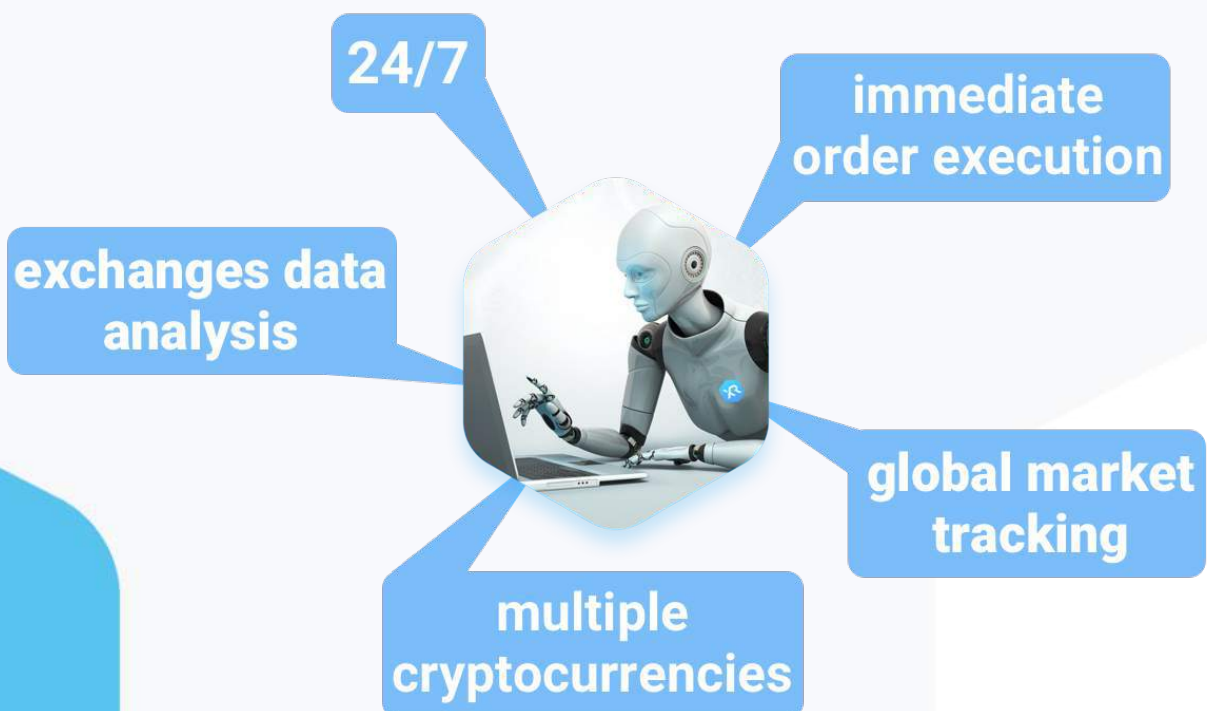 24/7
immediate
order execution
exchanges data
analysis
global market
tracking
multiple
cryptocurrencies